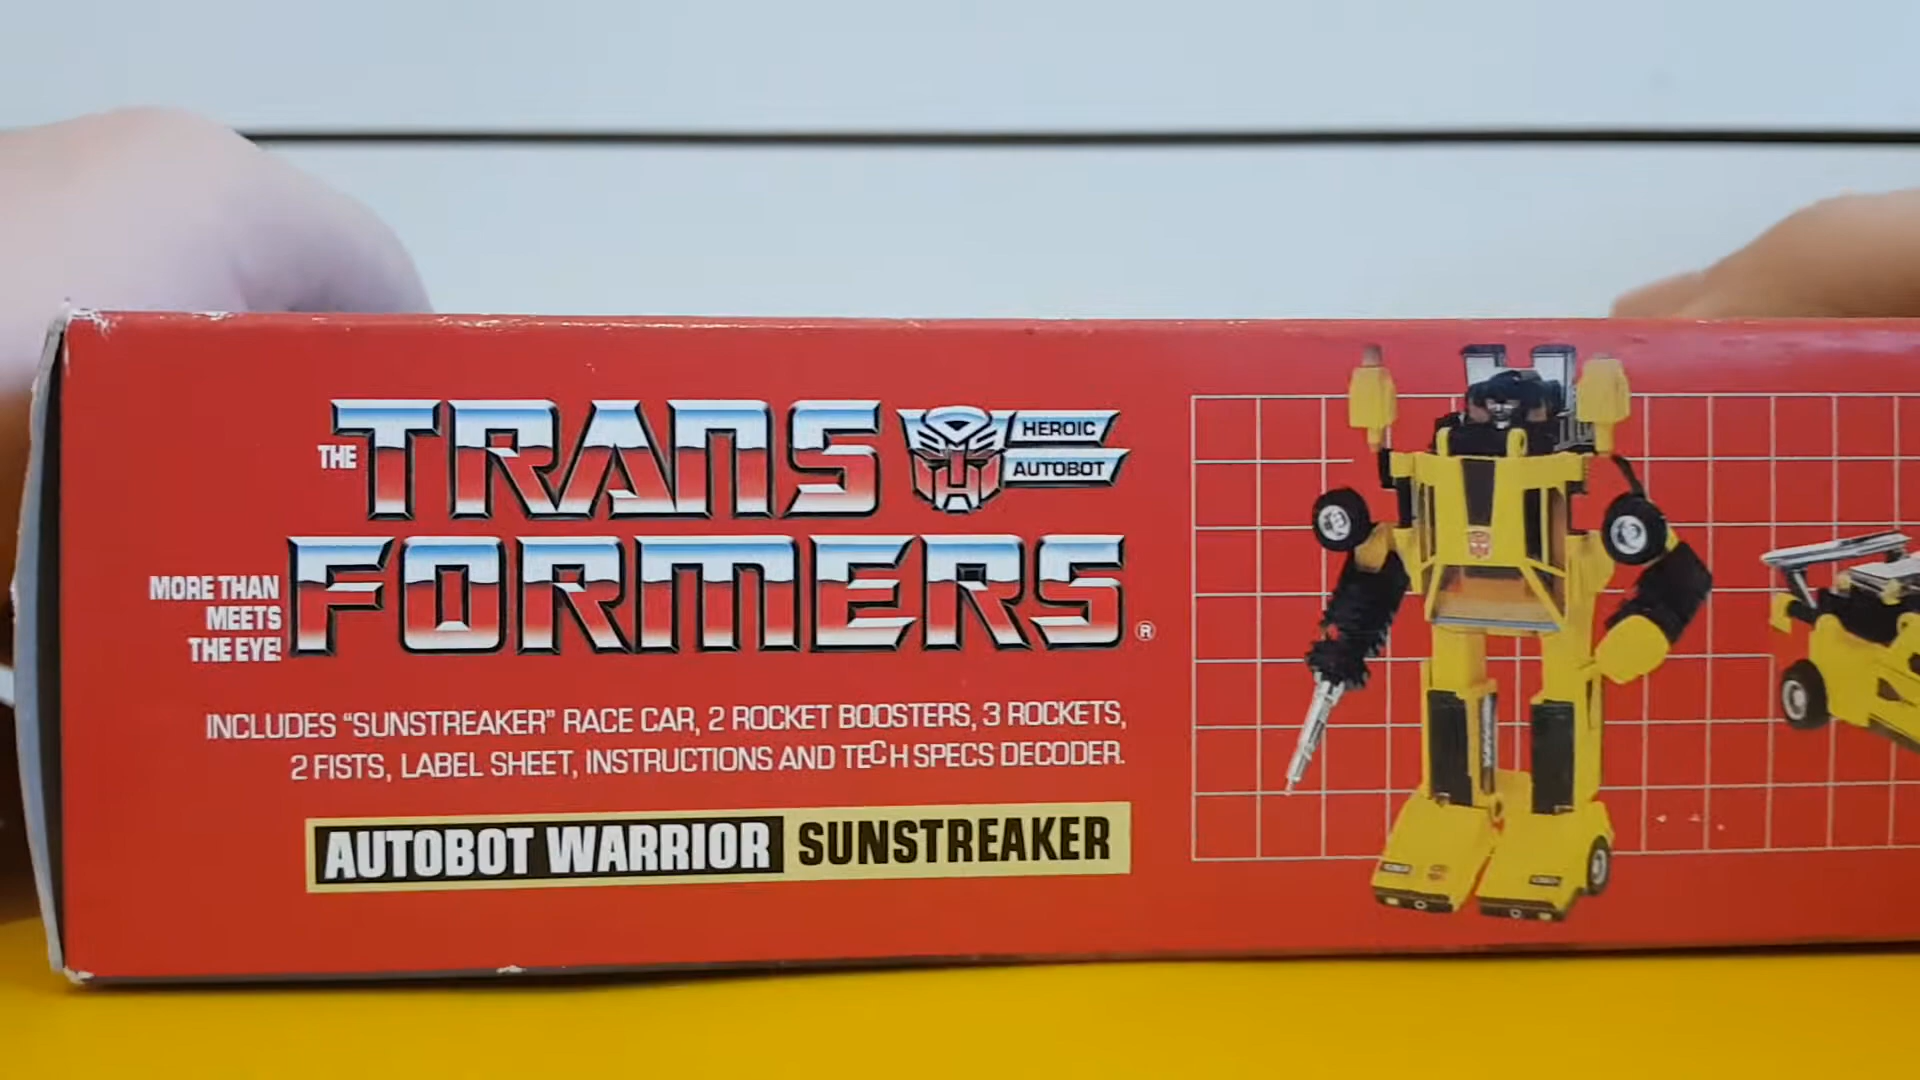 THE TRANS
HEROIC
AUTOBOT
FORMERS®
MORE THAN
MEETS
THE EYE!
INCLUDES “SUNSTREAKER” RACE CAR, 2 ROCKET BOOSTERS, 3 ROCKETS,
2 FISTS, LABEL SHEET, INSTRUCTIONS AND TECH SPECS DECODER.
AUTOBOT WARRIOR SUNSTREAKER